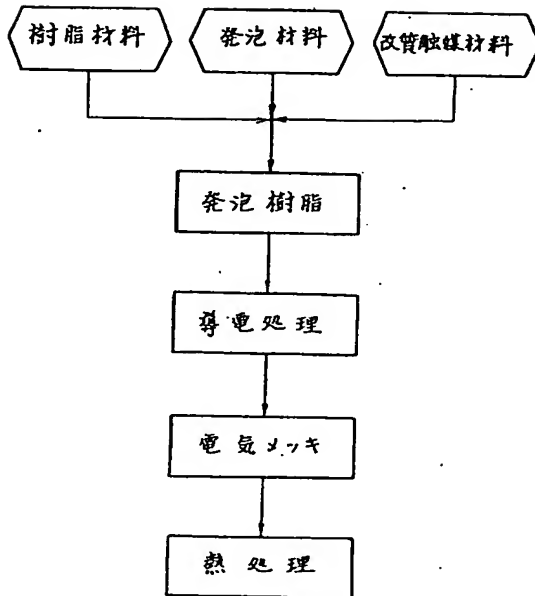 樹脂材料
発泡材料
改質触媒材料
発泡樹脂
導電処理
電気メッキ
熱処理